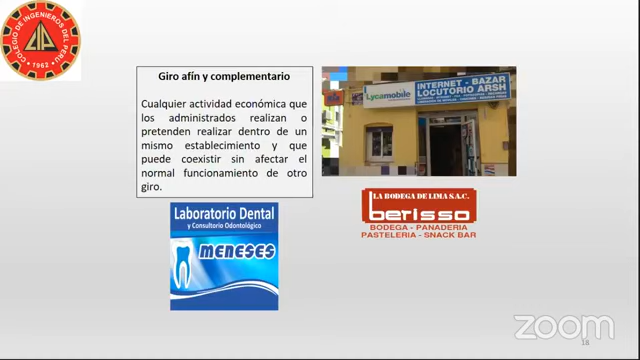 COLEGIO DE INGENIEROS DEL PERU
CIP
1962
Giro afín y complementario
Cualquier actividad económica que
los administrados realizan o
pretenden realizar dentro de un
mismo establecimiento y que
puede coexistir sin afectar el
normal funcionamiento de otro
giro.
Lycamobile
INTERNET - BAZAR
LOCUTORIO ARSH
LA BODEGA DE LIMA S.A.C.
berisso
BODEGA - PANADERIA
PASTELERIA - SNACK BAR
Laboratorio Dental
y Consultorio Odontológico
MENESES
zoom
18